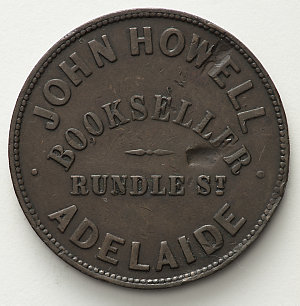 JOHN HOWELL
BOOKSELLER
RUNDLE ST
ADELAIDE